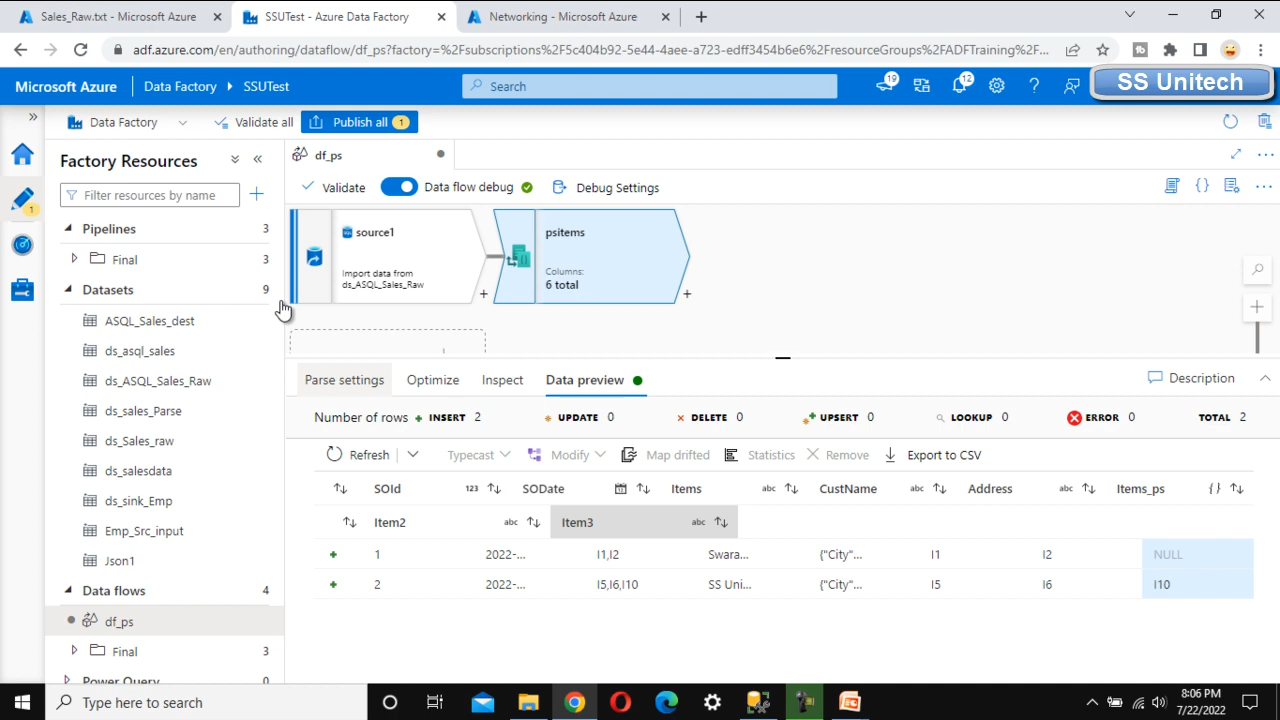 Sales_Raw.txt - Microsoft Azure
SSUTest - Azure Data Factory
Networking - Microsoft Azure
adf.azure.com/en/authoring/dataflow/df_ps?factory=%2Fsubscriptions%2F5c404b92-5e44-4aee-a723-edff3454b6e6%2FresourceGroups%2FADFTraining%2F...
Microsoft Azure
Data Factory
SSUTest
Search
19
12
SS Unitech
Data Factory
Validate all
Publish all
1
Factory Resources
df_ps
Filter resources by name
Validate
Data flow debug
Debug Settings
1
Pipelines
3
Final
3
Datasets
9
ASQL_Sales_dest
ds_asql_sales
ds_ASQL_Sales_Raw
ds_sales_Parse
ds_Sales_raw
ds_salesdata
ds_sink_Emp
Emp_Src_input
Json1
Data flows
4
df_ps
Final
3
Power Query
0
source1
Import data from
ds_ASQL_Sales_Raw
+
psitems
Columns:
6 total
+
Parse settings
Optimize
Inspect
Data preview
Description
Number of rows
INSERT 2
UPDATE 0
DELETE 0
UPSERT 0
LOOKUP 0
ERROR 0
TOTAL 2
Refresh
Typecast
Modify
Map drifted
Statistics
Remove
Export to CSV
SOId 123 SODate Items abc CustName abc Address abc Items_ps {}
Item2 abc Item3 abc
1 2022-... I1,I2 Swara... {"City"... I1 I2 NULL
2 2022-... I5,I6,I10 SS Uni... {"City"... I5 I6 I10
Type here to search
8:06 PM
7/22/2022